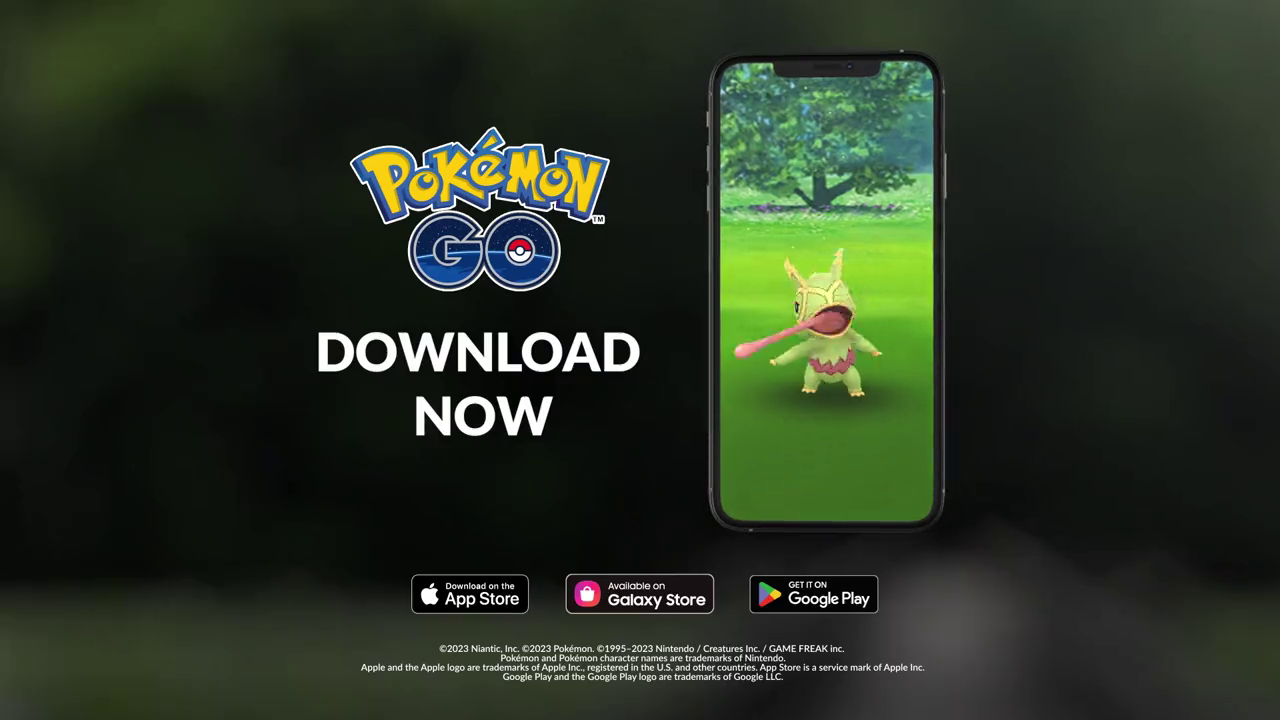 POKéMON
GO
TM
DOWNLOAD
NOW
Download on the
App Store
Available on
Galaxy Store
GET IT ON
Google Play
©2023 Niantic, Inc. ©2023 Pokémon. ©1995–2023 Nintendo / Creatures Inc. / GAME FREAK inc.
Pokémon and Pokémon character names are trademarks of Nintendo.
Apple and the Apple logo are trademarks of Apple Inc., registered in the U.S. and other countries. App Store is a service mark of Apple Inc.
Google Play and the Google Play logo are trademarks of Google LLC.